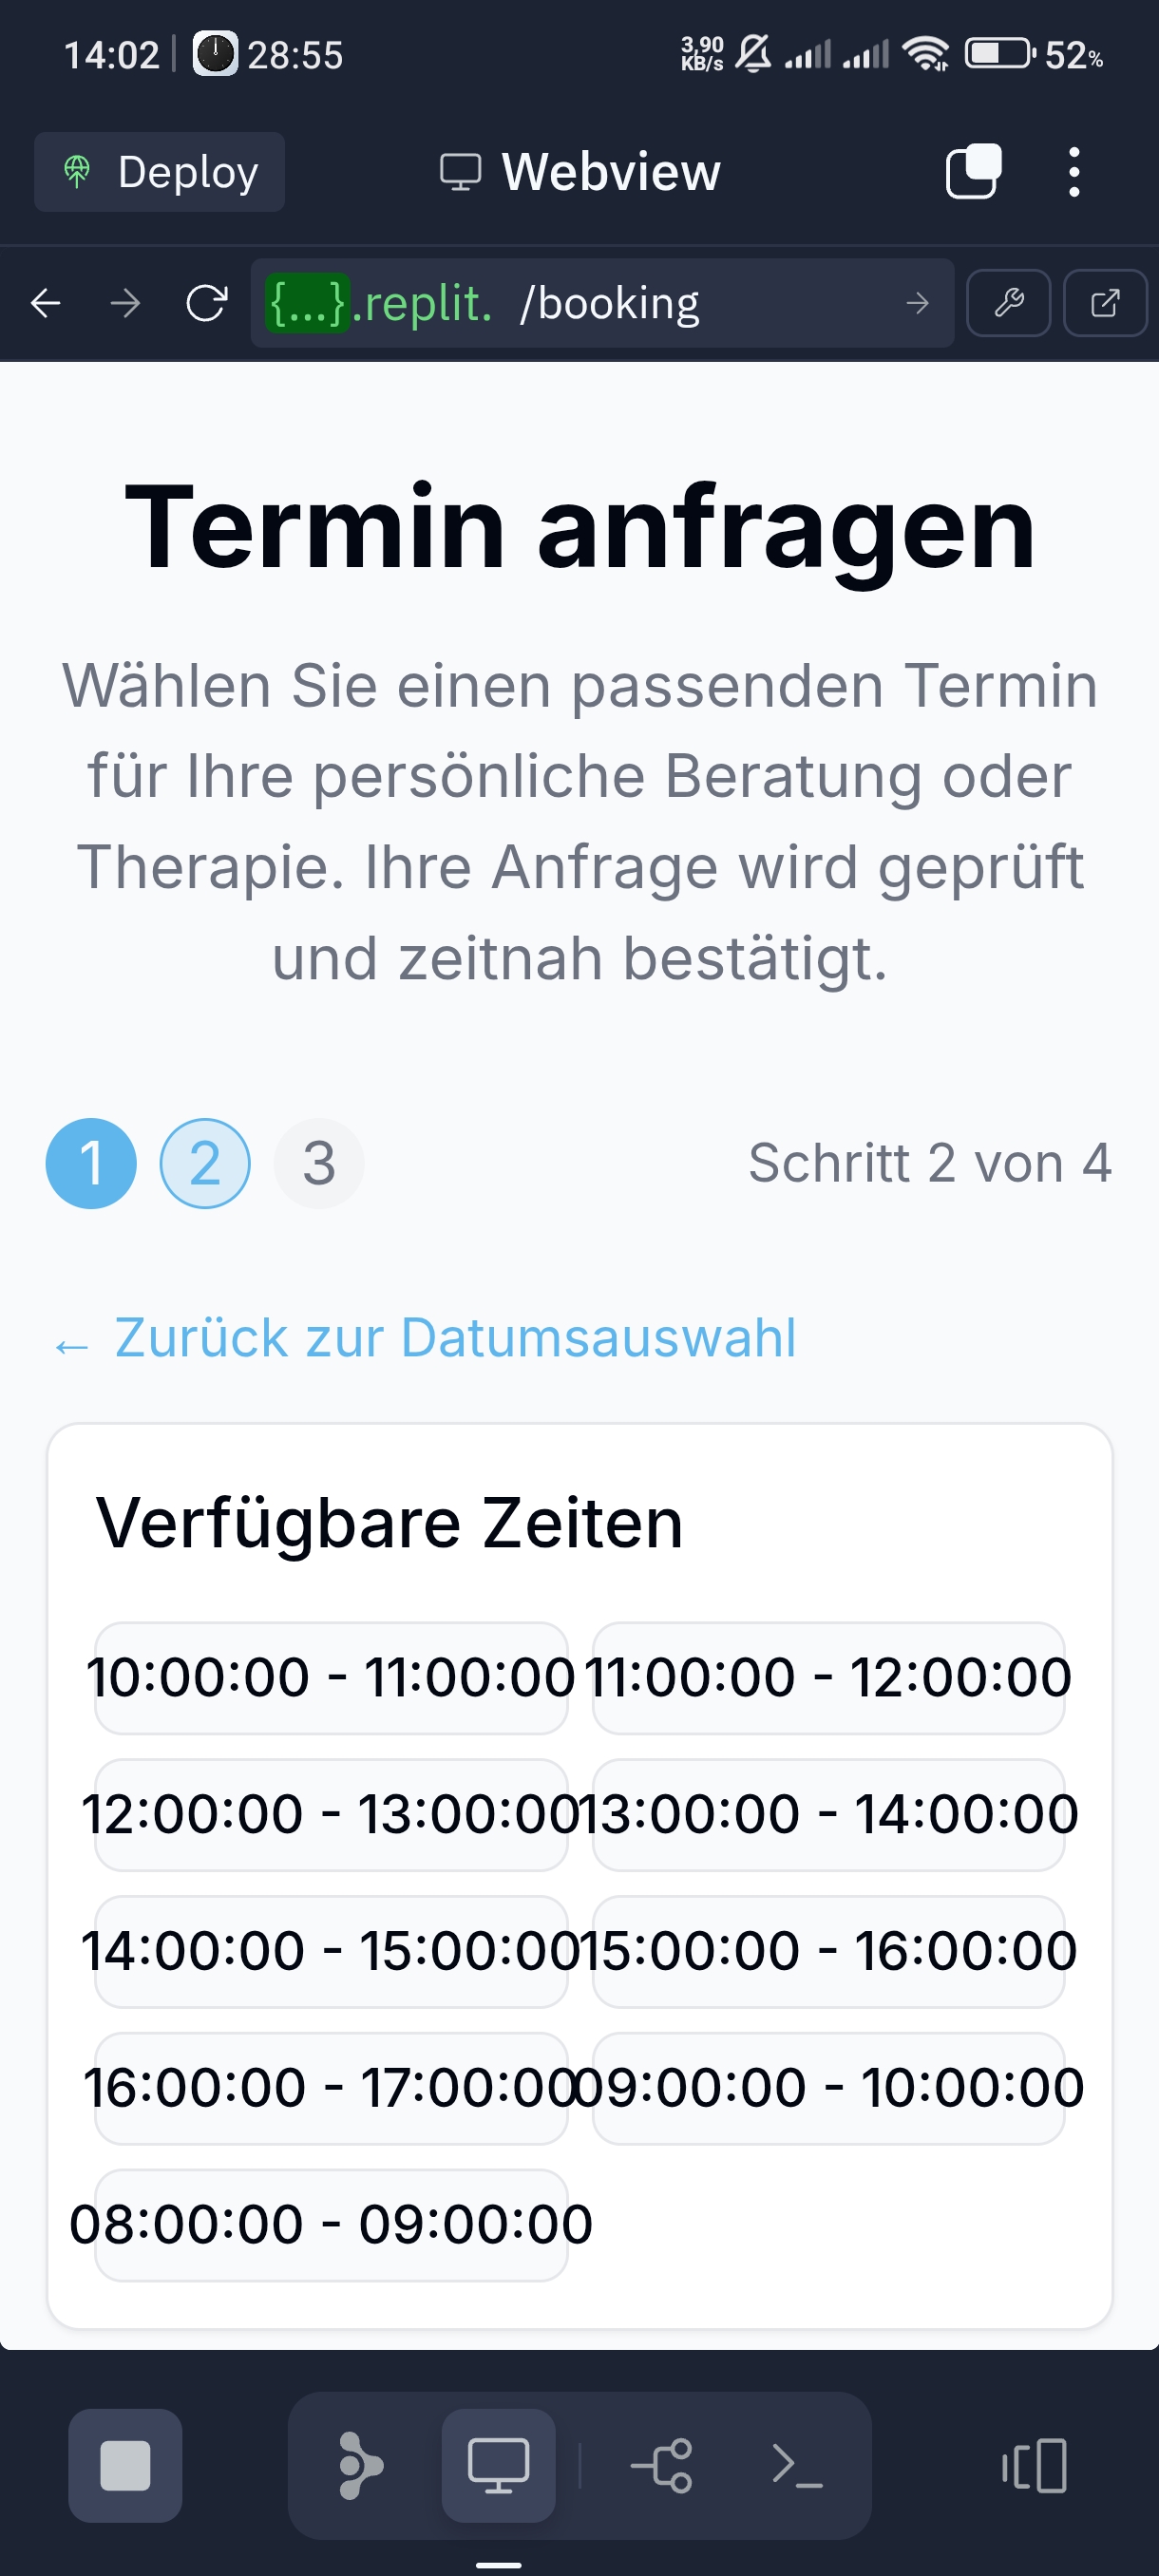 14:02 28:55 3,90 KB/s 52%
Deploy Webview
{...}.replit. /booking
Termin anfragen
Wählen Sie einen passenden Termin
für Ihre persönliche Beratung oder
Therapie. Ihre Anfrage wird geprüft
und zeitnah bestätigt.
1 2 3 Schritt 2 von 4
← Zurück zur Datumsauswahl
Verfügbare Zeiten
10:00:00 - 11:00:00 11:00:00 - 12:00:00
12:00:00 - 13:00:00 13:00:00 - 14:00:00
14:00:00 - 15:00:00 15:00:00 - 16:00:00
16:00:00 - 17:00:00 09:00:00 - 10:00:00
08:00:00 - 09:00:00